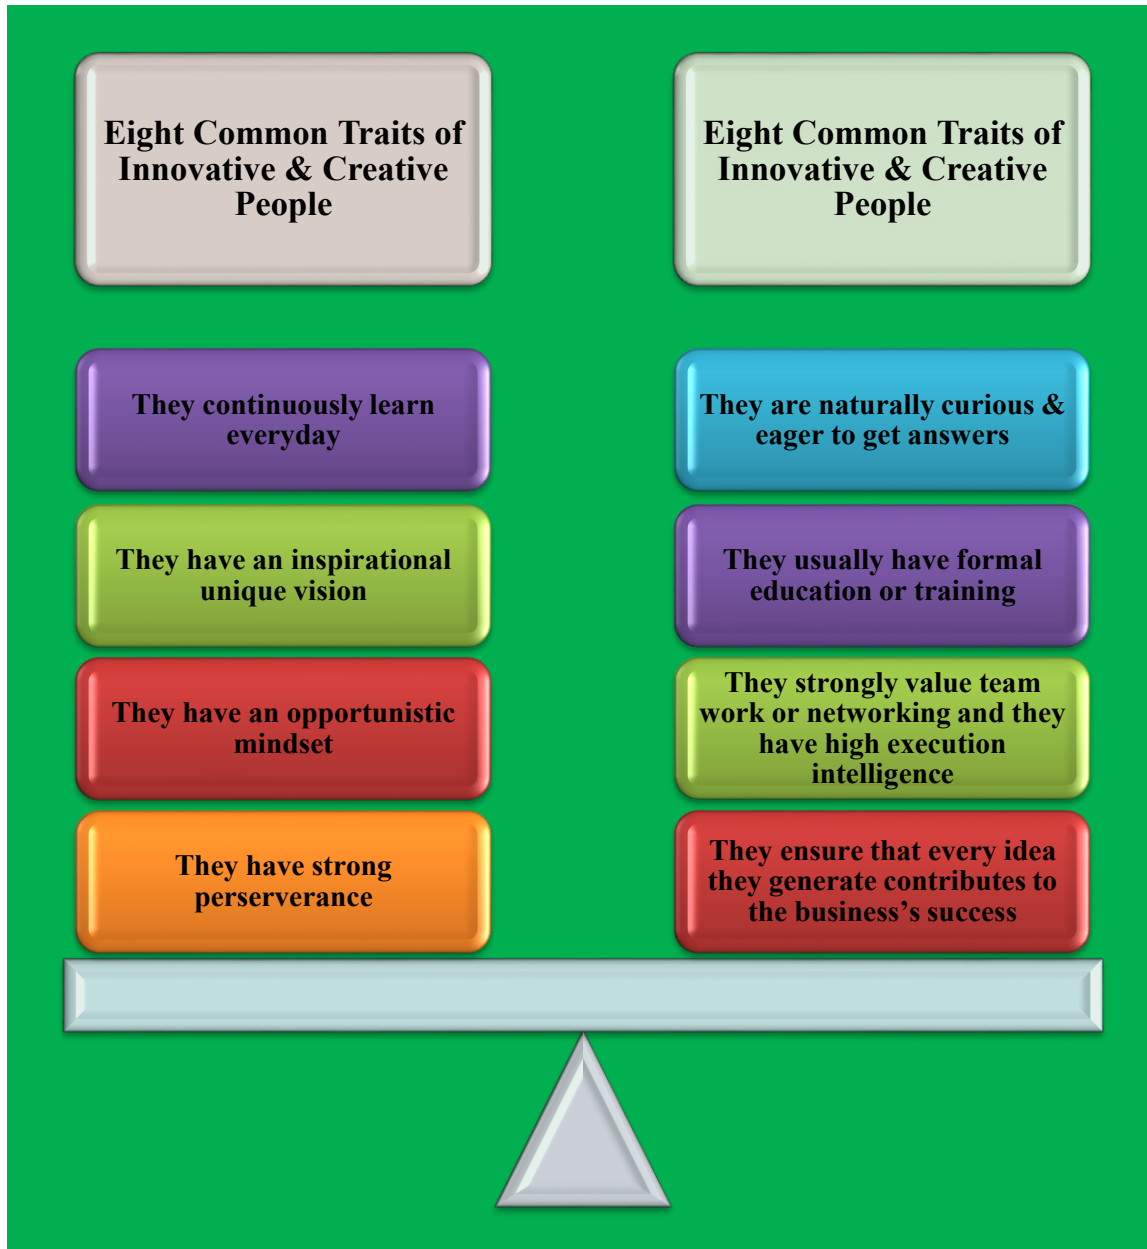 Eight Common Traits of
Innovative & Creative
People
They continuously learn
everyday
They have an inspirational
unique vision
They have an opportunistic
mindset
They have strong
perserverance
Eight Common Traits of
Innovative & Creative
People
They are naturally curious &
eager to get answers
They usually have formal
education or training
They strongly value team
work or networking and they
have high execution
intelligence
They ensure that every idea
they generate contributes to
the business’s success